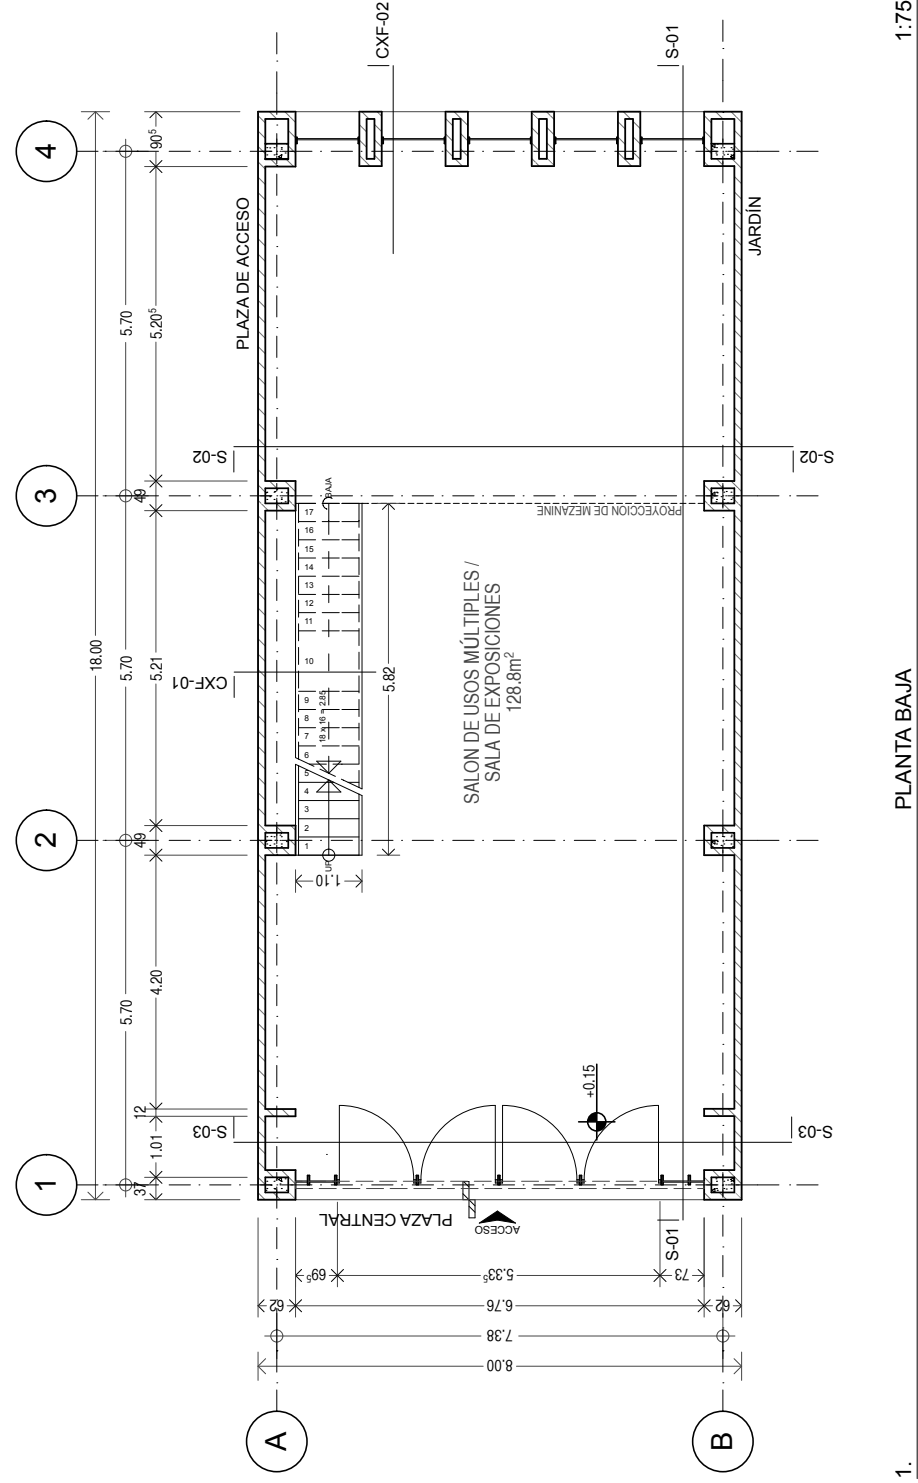 4
3
2
1
A
B
18.00
5.70
5.70
5.70
90⁵
5.20⁵
49
5.21
49
4.20
12
1.01
37
PLAZA DE ACCESO
JARDÍN
PLAZA CENTRAL
ACCESO
CXF-02
S-01
S-01
S-02
S-02
CXF-01
S-03
S-03
BAJA
17
16
15
14
13
12
11
10
9
8
7
6
5
4
3
2
1
18 x 16 = 2.85
UP
5.82
1.10
PROYECCION DE MEZANINE
SALON DE USOS MÚLTIPLES /
SALA DE EXPOSICIONES
128.8m²
+0.15
69⁵
5.33⁵
73
62
6.76
62
7.38
8.00
1.
PLANTA BAJA
1:75